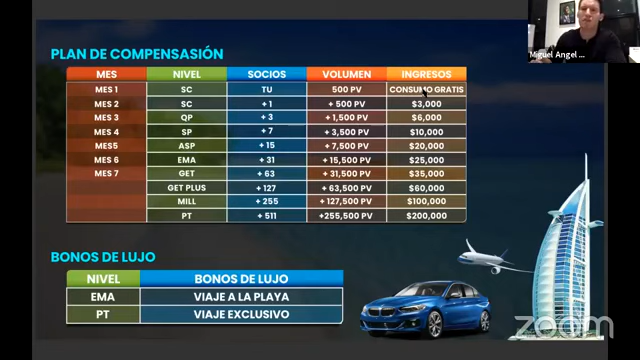 Miguel Angel ...
PLAN DE COMPENSASIÓN
MES NIVEL SOCIOS VOLUMEN INGRESOS
MES 1 SC TU 500 PV CONSUMO GRATIS
MES 2 SC + 1 + 500 PV $3,000
MES 3 QP + 3 + 1,500 PV $6,000
MES 4 SP + 7 + 3,500 PV $10,000
MES5 ASP + 15 + 7,500 PV $20,000
MES 6 EMA + 31 + 15,500 PV $25,000
MES 7 GET + 63 + 31,500 PV $35,000
GET PLUS + 127 + 63,500 PV $60,000
MILL + 255 + 127,500 PV $100,000
PT + 511 +255,500 PV $200,000
BONOS DE LUJO
NIVEL BONOS DE LUJO
EMA VIAJE A LA PLAYA
PT VIAJE EXCLUSIVO
zoom